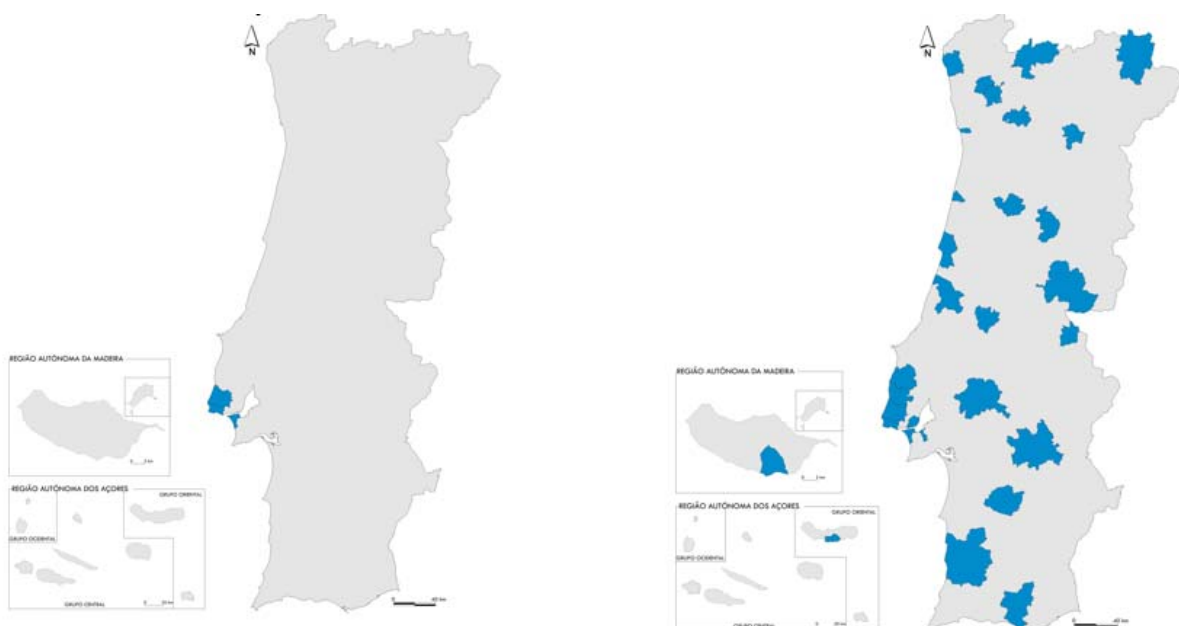 N
REGIÃO AUTÓNOMA DA MADEIRA
REGIÃO AUTÓNOMA DOS AÇORES
GRUPO ORIENTAL
GRUPO OCIDENTAL
GRUPO CENTRAL
N
REGIÃO AUTÓNOMA DA MADEIRA
REGIÃO AUTÓNOMA DOS AÇORES
GRUPO ORIENTAL
GRUPO OCIDENTAL